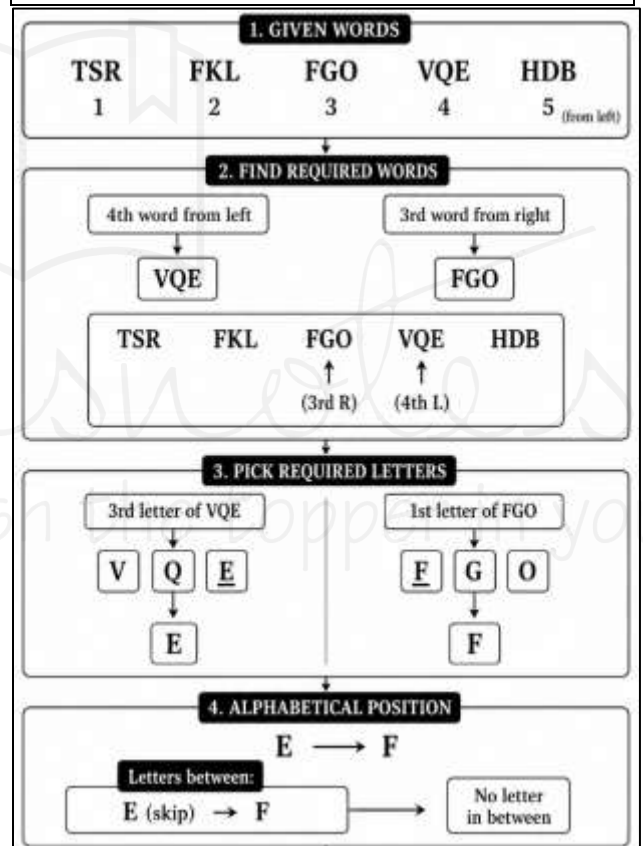 1. GIVEN WORDS
TSR FKL FGO VQE HDB
1 2 3 4 5 (from left)
2. FIND REQUIRED WORDS
4th word from left 3rd word from right
VQE FGO
TSR FKL FGO VQE HDB
(3rd R) (4th L)
3. PICK REQUIRED LETTERS
3rd letter of VQE 1st letter of FGO
V Q E F G O
E F
4. ALPHABETICAL POSITION
E → F
Letters between:
E (skip) → F
No letter
in between